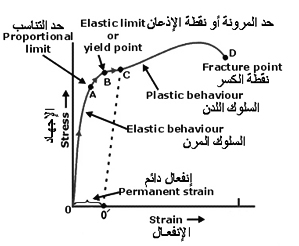 حد المرونة أو نقطة الإذعان
Elastic limit
or
yield point
حد التناسب
Proportional
limit
A
B
C
D
Fracture point
نقطة الكسر
Plastic behaviour
السلوك اللدن
Elastic behaviour
السلوك المرن
الإجهاد
Stress
إنفعال دائم
Permanent strain
0
0'
Strain
الإنفعال